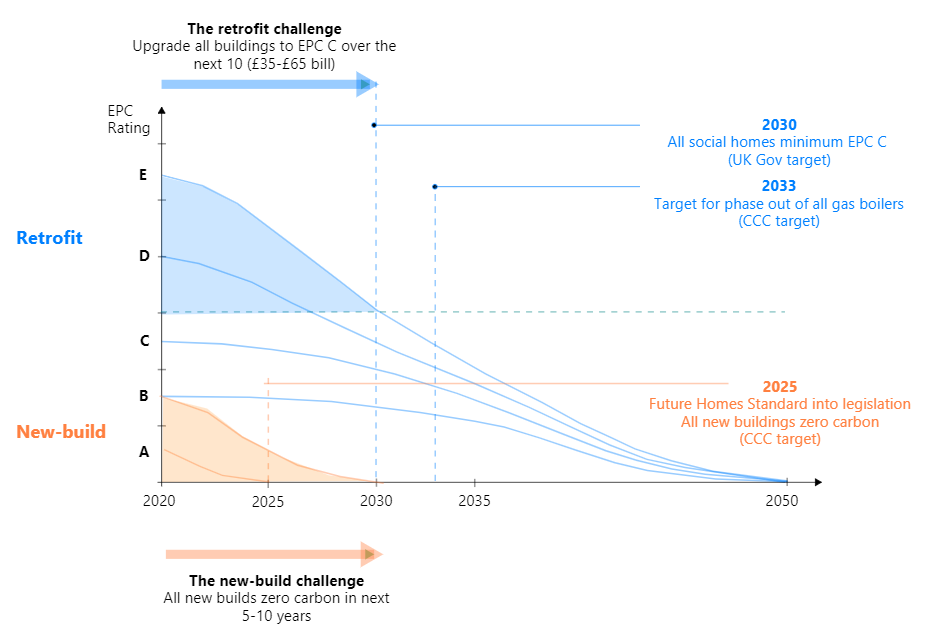 The retrofit challenge
Upgrade all buildings to EPC C over the
next 10 (£35-£65 bill)
EPC
Rating
2030
All social homes minimum EPC C
(UK Gov target)
E
2033
Target for phase out of all gas boilers
(CCC target)
Retrofit
D
C
2025
B
Future Homes Standard into legislation
All new buildings zero carbon
New-build
(CCC target)
A
2020
2025
2030
2035
2050
The new-build challenge
All new builds zero carbon in next
5-10 years